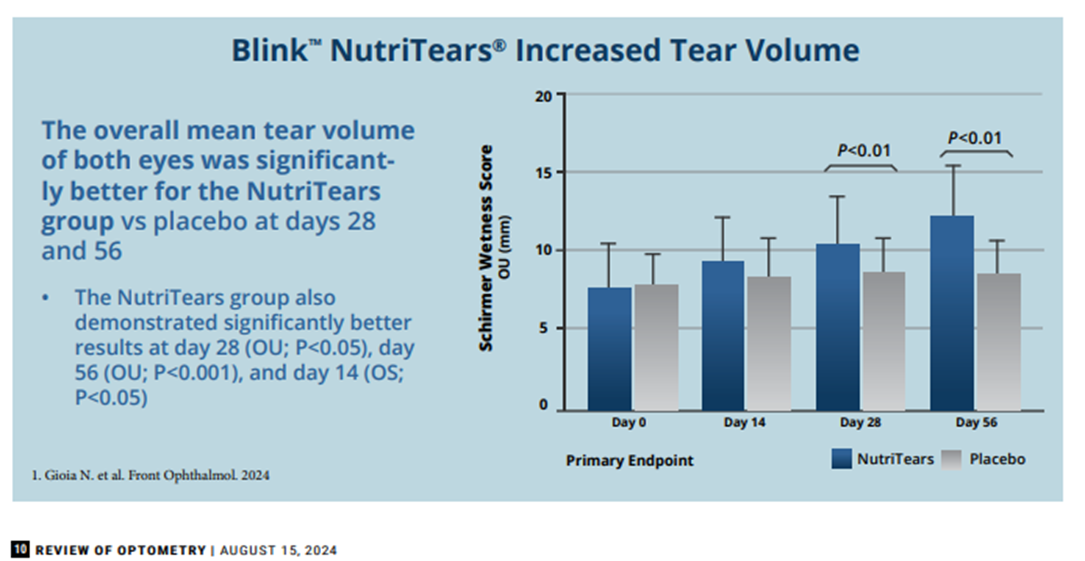 Blink™ NutriTears® Increased Tear Volume
The overall mean tear volume
of both eyes was significant-
ly better for the NutriTears
group vs placebo at days 28
and 56
• The NutriTears group also
demonstrated significantly better
results at day 28 (OU; P<0.05), day
56 (OU; P<0.001), and day 14 (OS;
P<0.05)
1. Gioia N. et al. Front Ophthalmol. 2024
Schirmer Wetness Score
OU (mm)
20
15
10
5
0
P<0.01
P<0.01
Day 0
Day 14
Day 28
Day 56
Primary Endpoint
NutriTears
Placebo
10 REVIEW OF OPTOMETRY | AUGUST 15, 2024